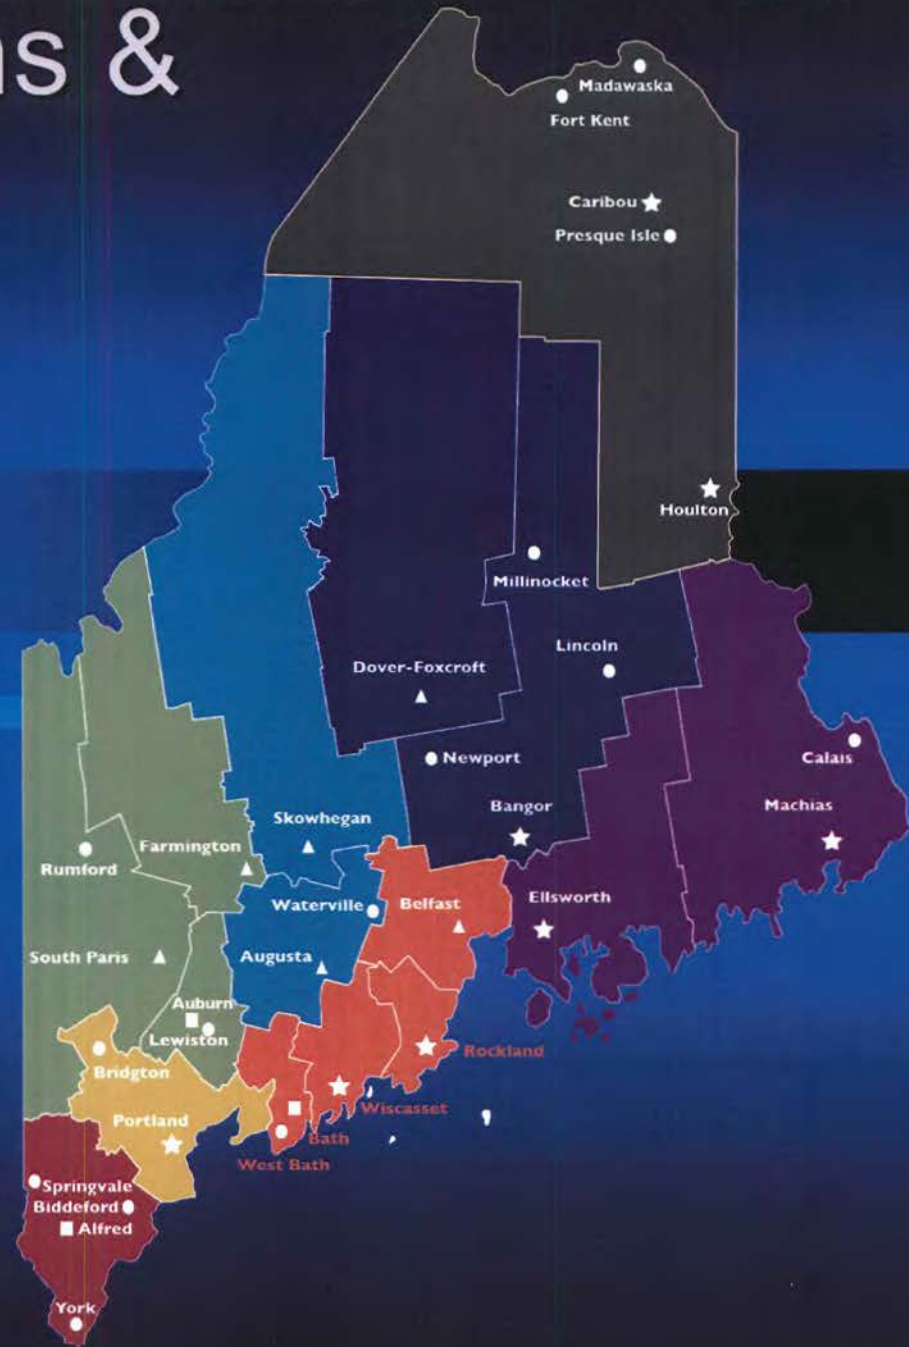 ns &
Madawaska
Fort Kent
Caribou
Presque Isle
Houlton
Millinocket
Lincoln
Dover-Foxcroft
Newport
Calais
Bangor
Machias
Skowhegan
Farmington
Rumford
Ellsworth
Waterville
Belfast
South Paris
Augusta
Auburn
Lewiston
Rockland
Bridgton
Wiscasset
Portland
Bath
West Bath
Springvale
Biddeford
Alfred
York